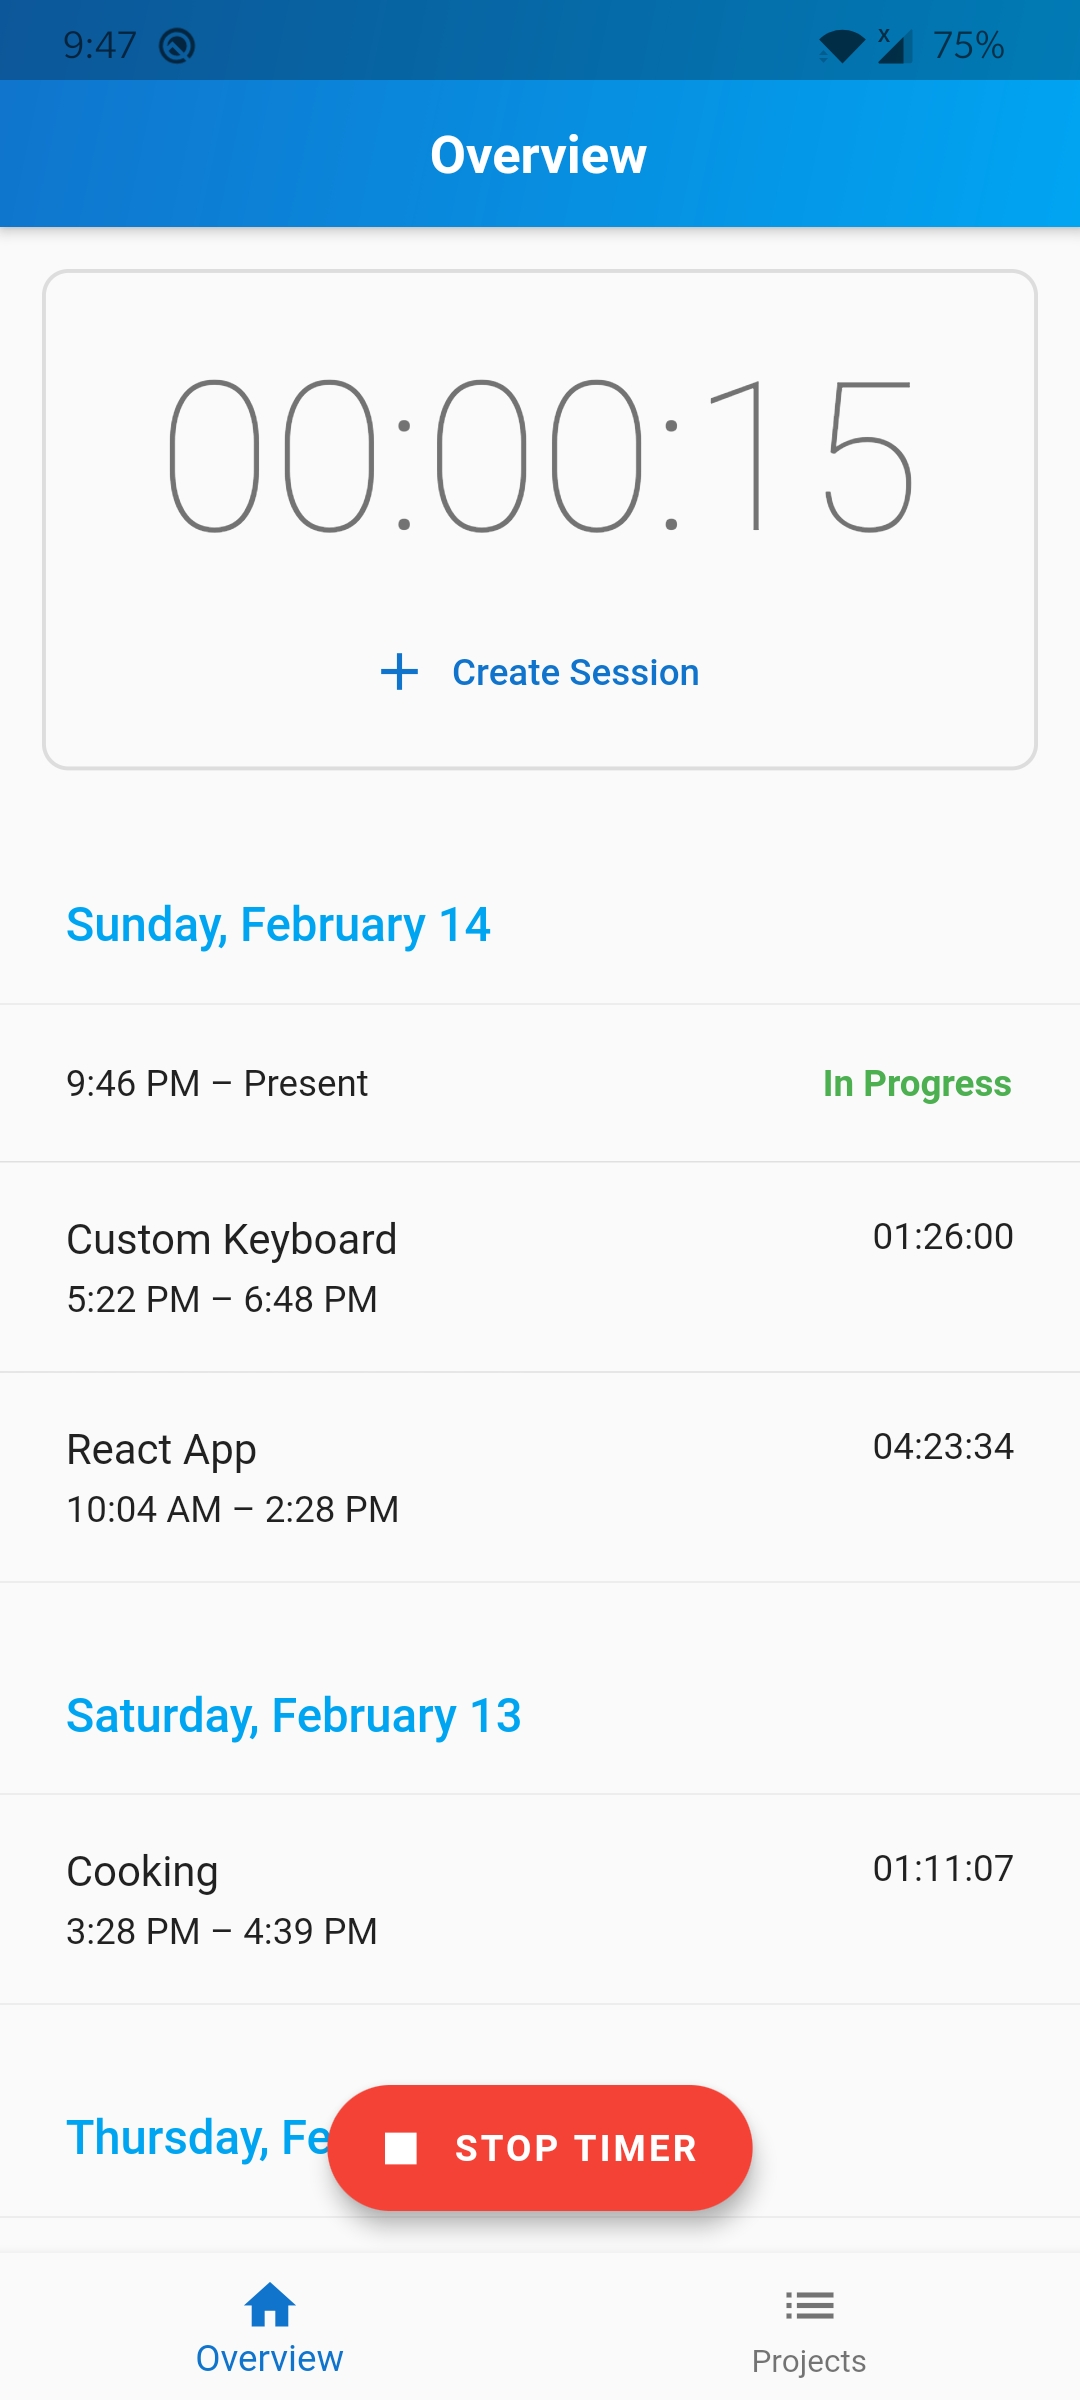 9:47
75%
Overview
00:00:15
Create Session
Sunday, February 14
9:46 PM – Present
In Progress
Custom Keyboard
01:26:00
5:22 PM – 6:48 PM
React App
04:23:34
10:04 AM – 2:28 PM
Saturday, February 13
Cooking
01:11:07
3:28 PM – 4:39 PM
Thursday, Fe
STOP TIMER
Overview
Projects